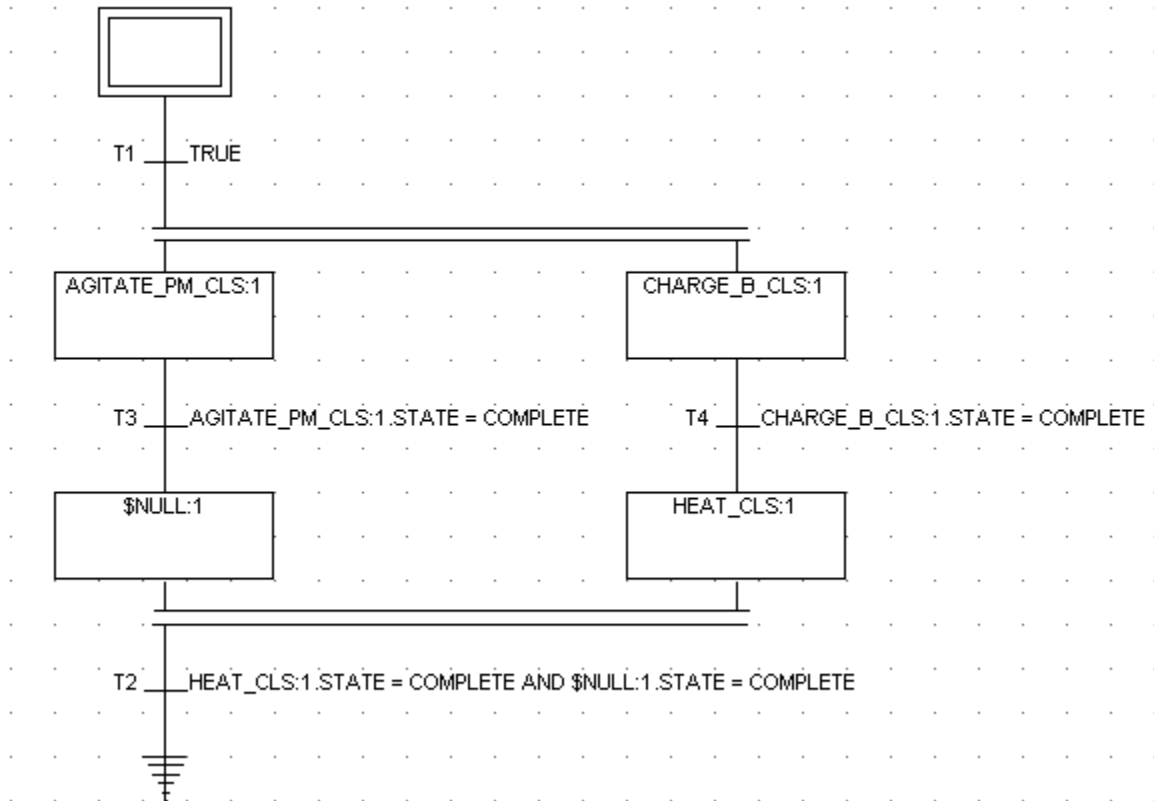 T1 TRUE
AGITATE_PM_CLS:1 CHARGE_B_CLS:1
T3 AGITATE_PM_CLS:1.STATE = COMPLETE T4 CHARGE_B_CLS:1.STATE = COMPLETE
$NULL:1 HEAT_CLS:1
T2 HEAT_CLS:1.STATE = COMPLETE AND $NULL:1.STATE = COMPLETE